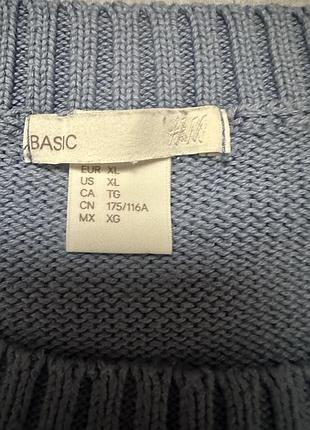 BASIC H&M
EUR XL
US XL
CA TG
CN 175/116A
MX XG